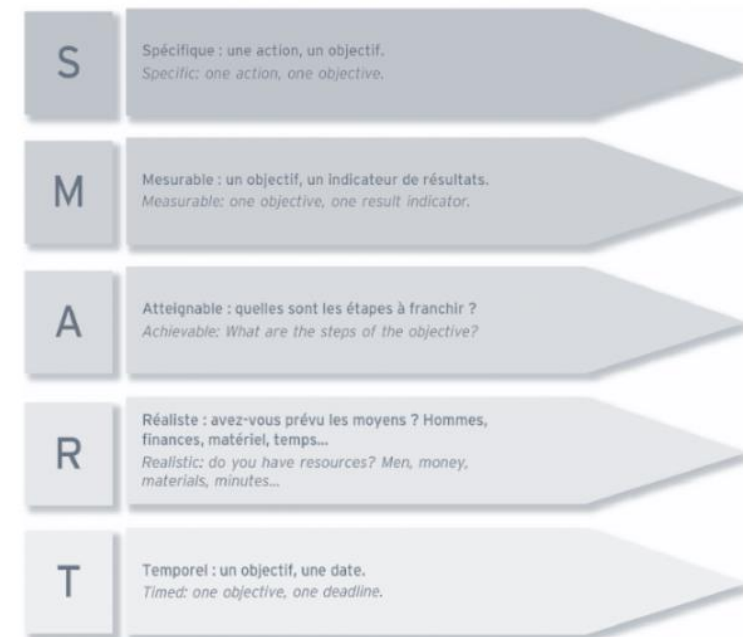 S
Spécifique : une action, un objectif.
Specific: one action, one objective.
M
Mesurable : un objectif, un indicateur de résultats.
Measurable: one objective, one result indicator.
A
Atteignable : quelles sont les étapes à franchir ?
Achievable: What are the steps of the objective?
R
Réaliste : avez-vous prévu les moyens ? Hommes,
finances, matériel, temps...
Realistic: do you have resources? Men, money,
materials, minutes...
T
Temporel : un objectif, une date.
Timed: one objective, one deadline.